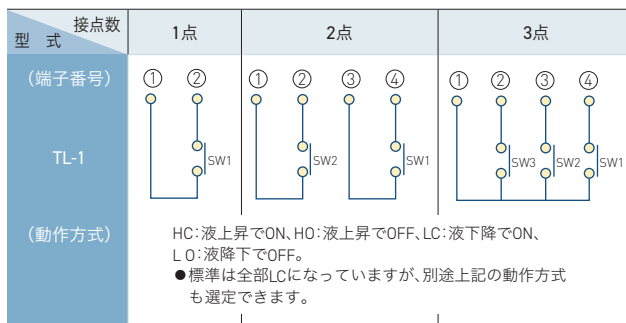 接点数
型 式
1点 2点 3点
(端子番号)
① ② ① ② ③ ④ ① ② ③ ④
TL-1
SW1 SW2 SW1 SW3 SW2 SW1
(動作方式)
HC:液上昇でON、HO:液上昇でOFF、LC:液下降でON、
L O:液降下でOFF。
●標準は全部LCになっていますが、別途上記の動作方式
も選定できます。